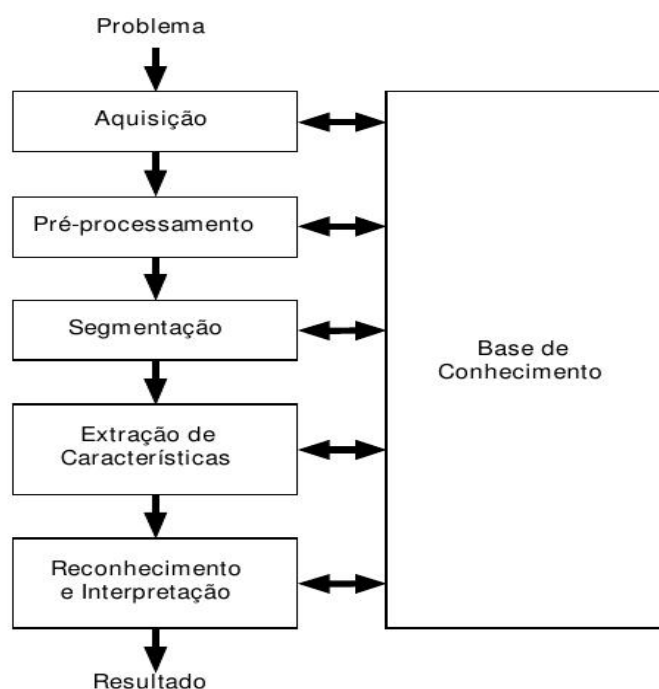 Problema
Aquisição
Pré-processamento
Segmentação
Extração de
Características
Reconhecimento
e Interpretação
Resultado
Base de
Conhecimento